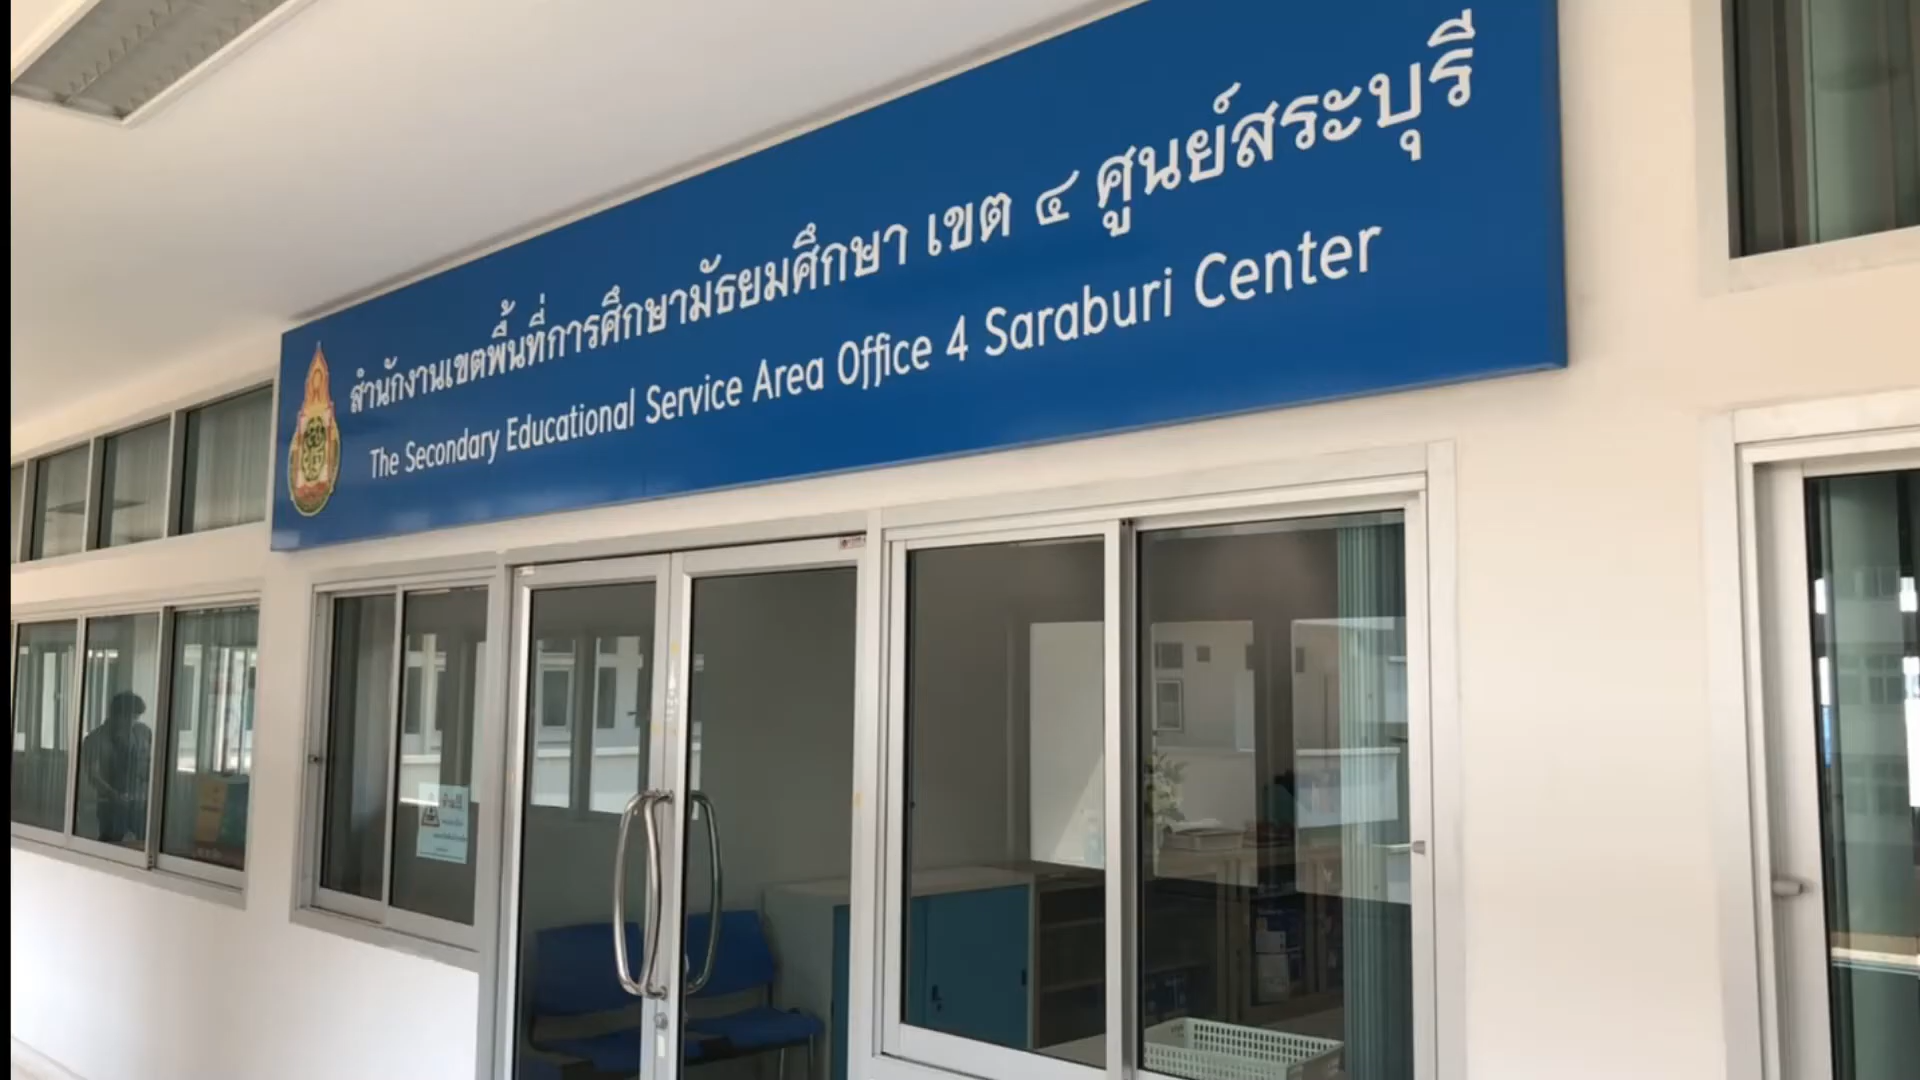 สำนักงานเขตพื้นที่การศึกษามัธยมศึกษา เขต ๔ ศูนย์สระบุรี
The Secondary Educational Service Area Office 4 Saraburi Center